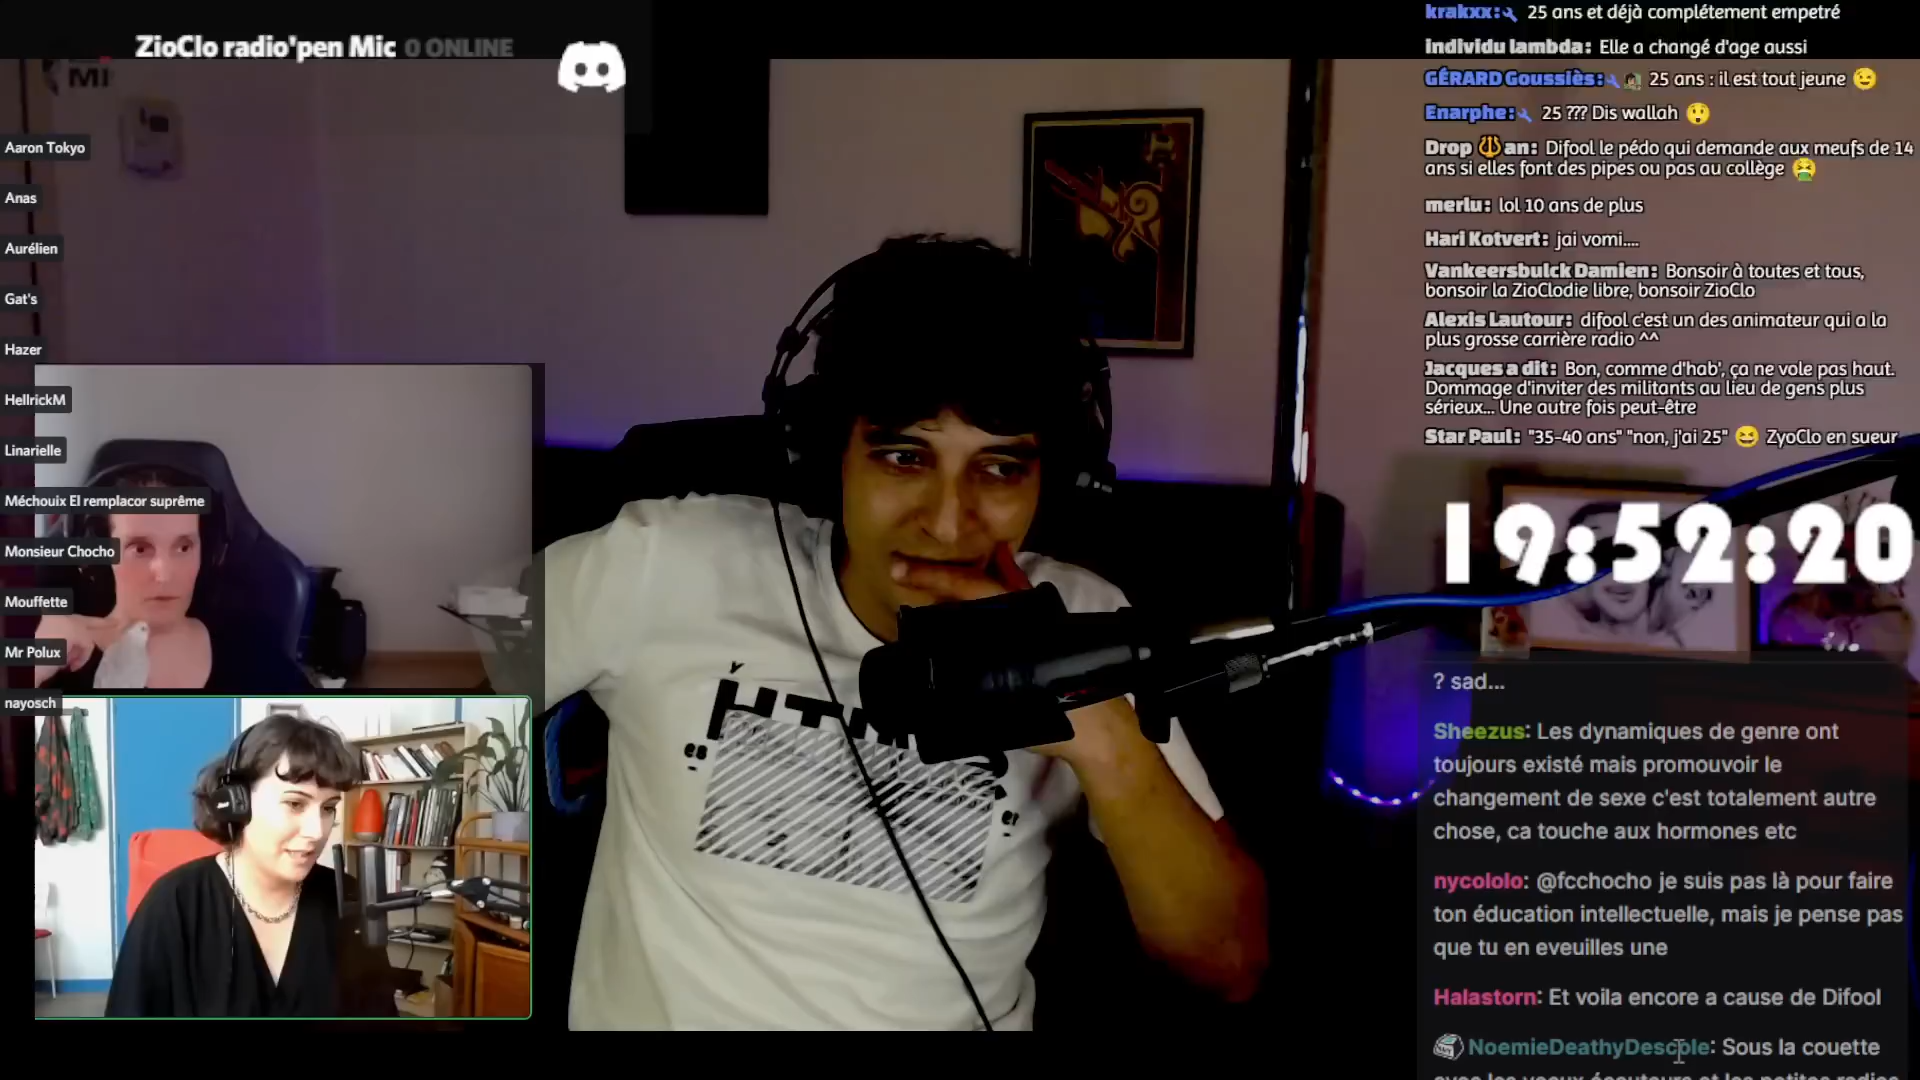 ZioClo radio'pen Mic 0 ONLINE
MI
Aaron Tokyo
Anas
Aurélien
Gat's
Hazer
HellrickM
Linarielle
Méchouix El remplacor suprême
Monsieur Chocho
Mouffette
Mr Polux
nayosch
krakxx: 25 ans et déjà complétement empetré
individu lambda: Elle a changé d'age aussi
GÉRARD Goussiès: 25 ans : il est tout jeune 😉
Enarphe: 25 ??? Dis wallah 😲
Drop 🔱an: Difool le pédo qui demande aux meufs de 14
ans si elles font des pipes ou pas au collège 🤮
merlu: lol 10 ans de plus
Hari Kotvert: jai vomi....
Vankeersbulck Damien: Bonsoir à toutes et tous,
bonsoir la ZioClodie libre, bonsoir ZioClo
Alexis Lautour: difool c'est un des animateur qui a la
plus grosse carrière radio ^^
Jacques a dit: Bon, comme d'hab', ça ne vole pas haut.
Dommage d'inviter des militants au lieu de gens plus
sérieux... Une autre fois peut-être
Star Paul: "35-40 ans" "non, j'ai 25" 😆 ZyoClo en sueur
19:52:20
? sad...
Sheezus: Les dynamiques de genre ont
toujours existé mais promouvoir le
changement de sexe c'est totalement autre
chose, ca touche aux hormones etc
nycololo: @fcchocho je suis pas là pour faire
ton éducation intellectuelle, mais je pense pas
que tu en eveuilles une
Halastorn: Et voila encore a cause de Difool
NoemieDeathyDescole: Sous la couette